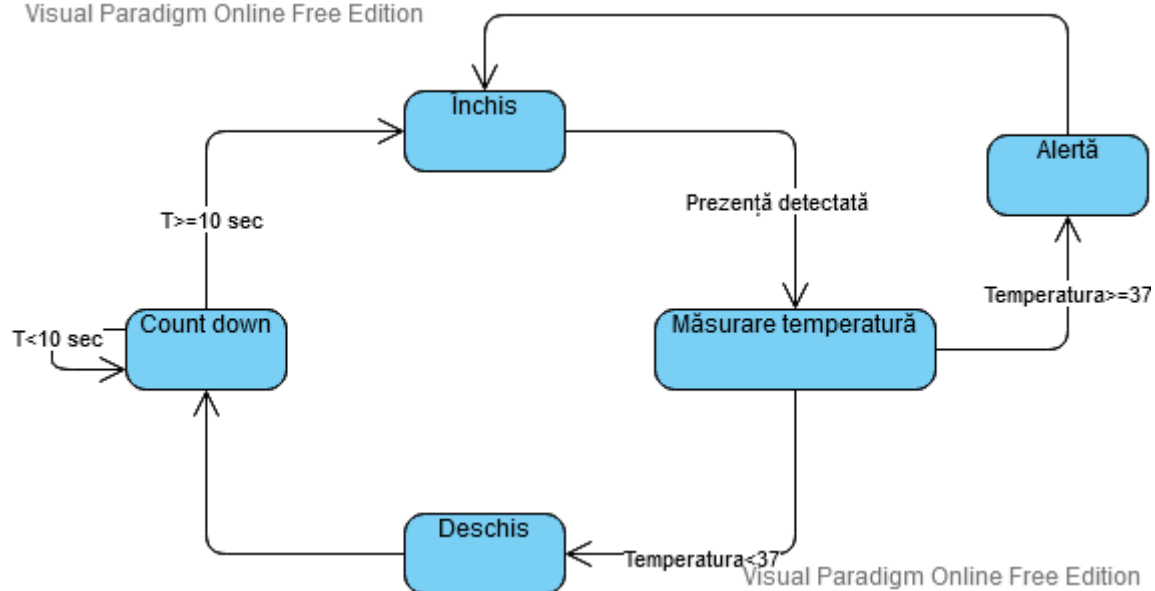 Visual Paradigm Online Free Edition
Închis
Alertă
Prezență detectată
T>=10 sec
Temperatura>=37
Count down
Măsurare temperatură
T<10 sec
Deschis
Temperatura<37
Visual Paradigm Online Free Edition